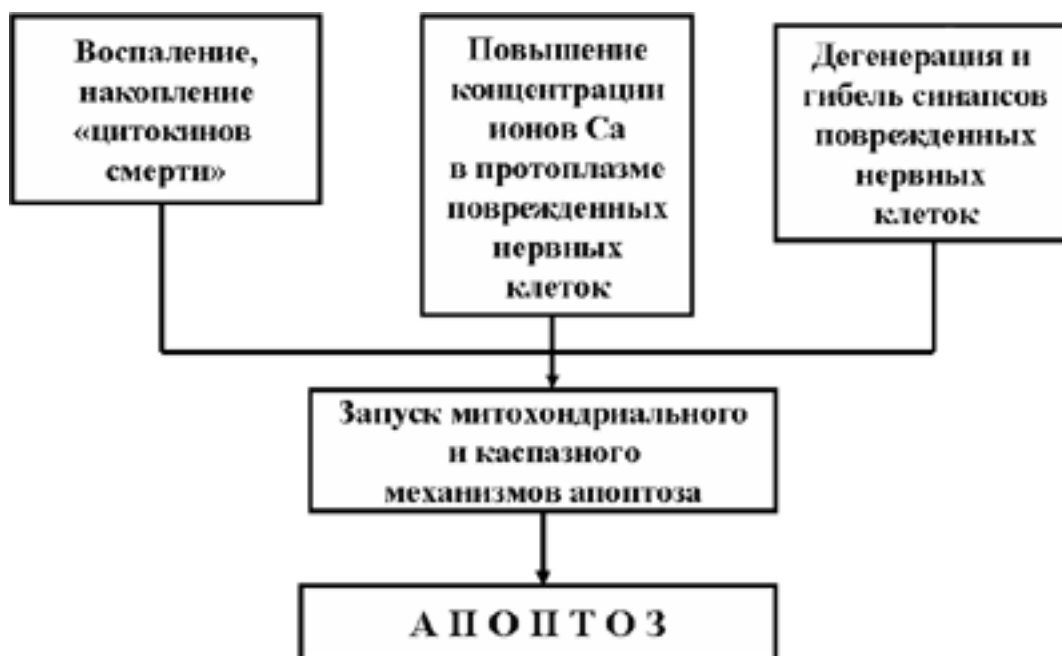 Воспаление,
накопление
«цитокинов
смерти»
Повышение
концентрации
ионов Са
в протоплазме
поврежденных
нервных
клеток
Дегенерация и
гибель синапсов
поврежденных
нервных
клеток
Запуск митохондриального
и каспазного
механизмов апоптоза
А П О П Т О З